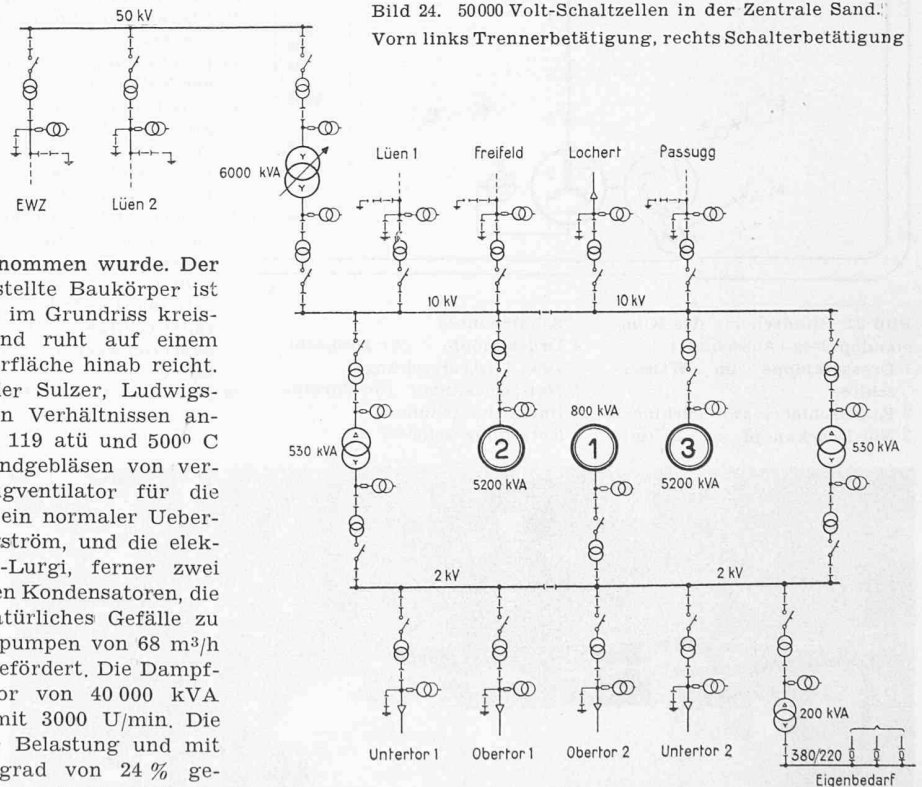 50 kV
Bild 24. 50000 Volt-Schaltzellen in der Zentrale Sand.
Vorn links Trennerbetätigung, rechts Schalterbetätigung
6000 kVA
Lüen 1
Freifeld
Lochert
Passugg
EWZ
Lüen 2
10 kV
10 kV
530 kVA
2
5200 kVA
800 kVA
1
3
5200 kVA
530 kVA
2 kV
2 kV
Untertor 1
Obertor 1
Obertor 2
Untertor 2
200 kVA
380/220
Eigenbedarf
nommen wurde. Der
stellte Baukörper ist
im Grundriss kreis-
nd ruht auf einem
erfläche hinab reicht.
ler Sulzer, Ludwigs-
n Verhältnissen an-
119 atü und 500⁰ C
ndgebläsen von ver-
gventilator für die
ein normaler Ueber-
ström, und die elek-
-Lurgi, ferner zwei
en Kondensatoren, die
atürliches Gefälle zu
pumpen von 68 m³/h
efördert. Die Dampf-
or von 40 000 kVA
mit 3000 U/min. Die
Belastung und mit
grad von 24 % ge-